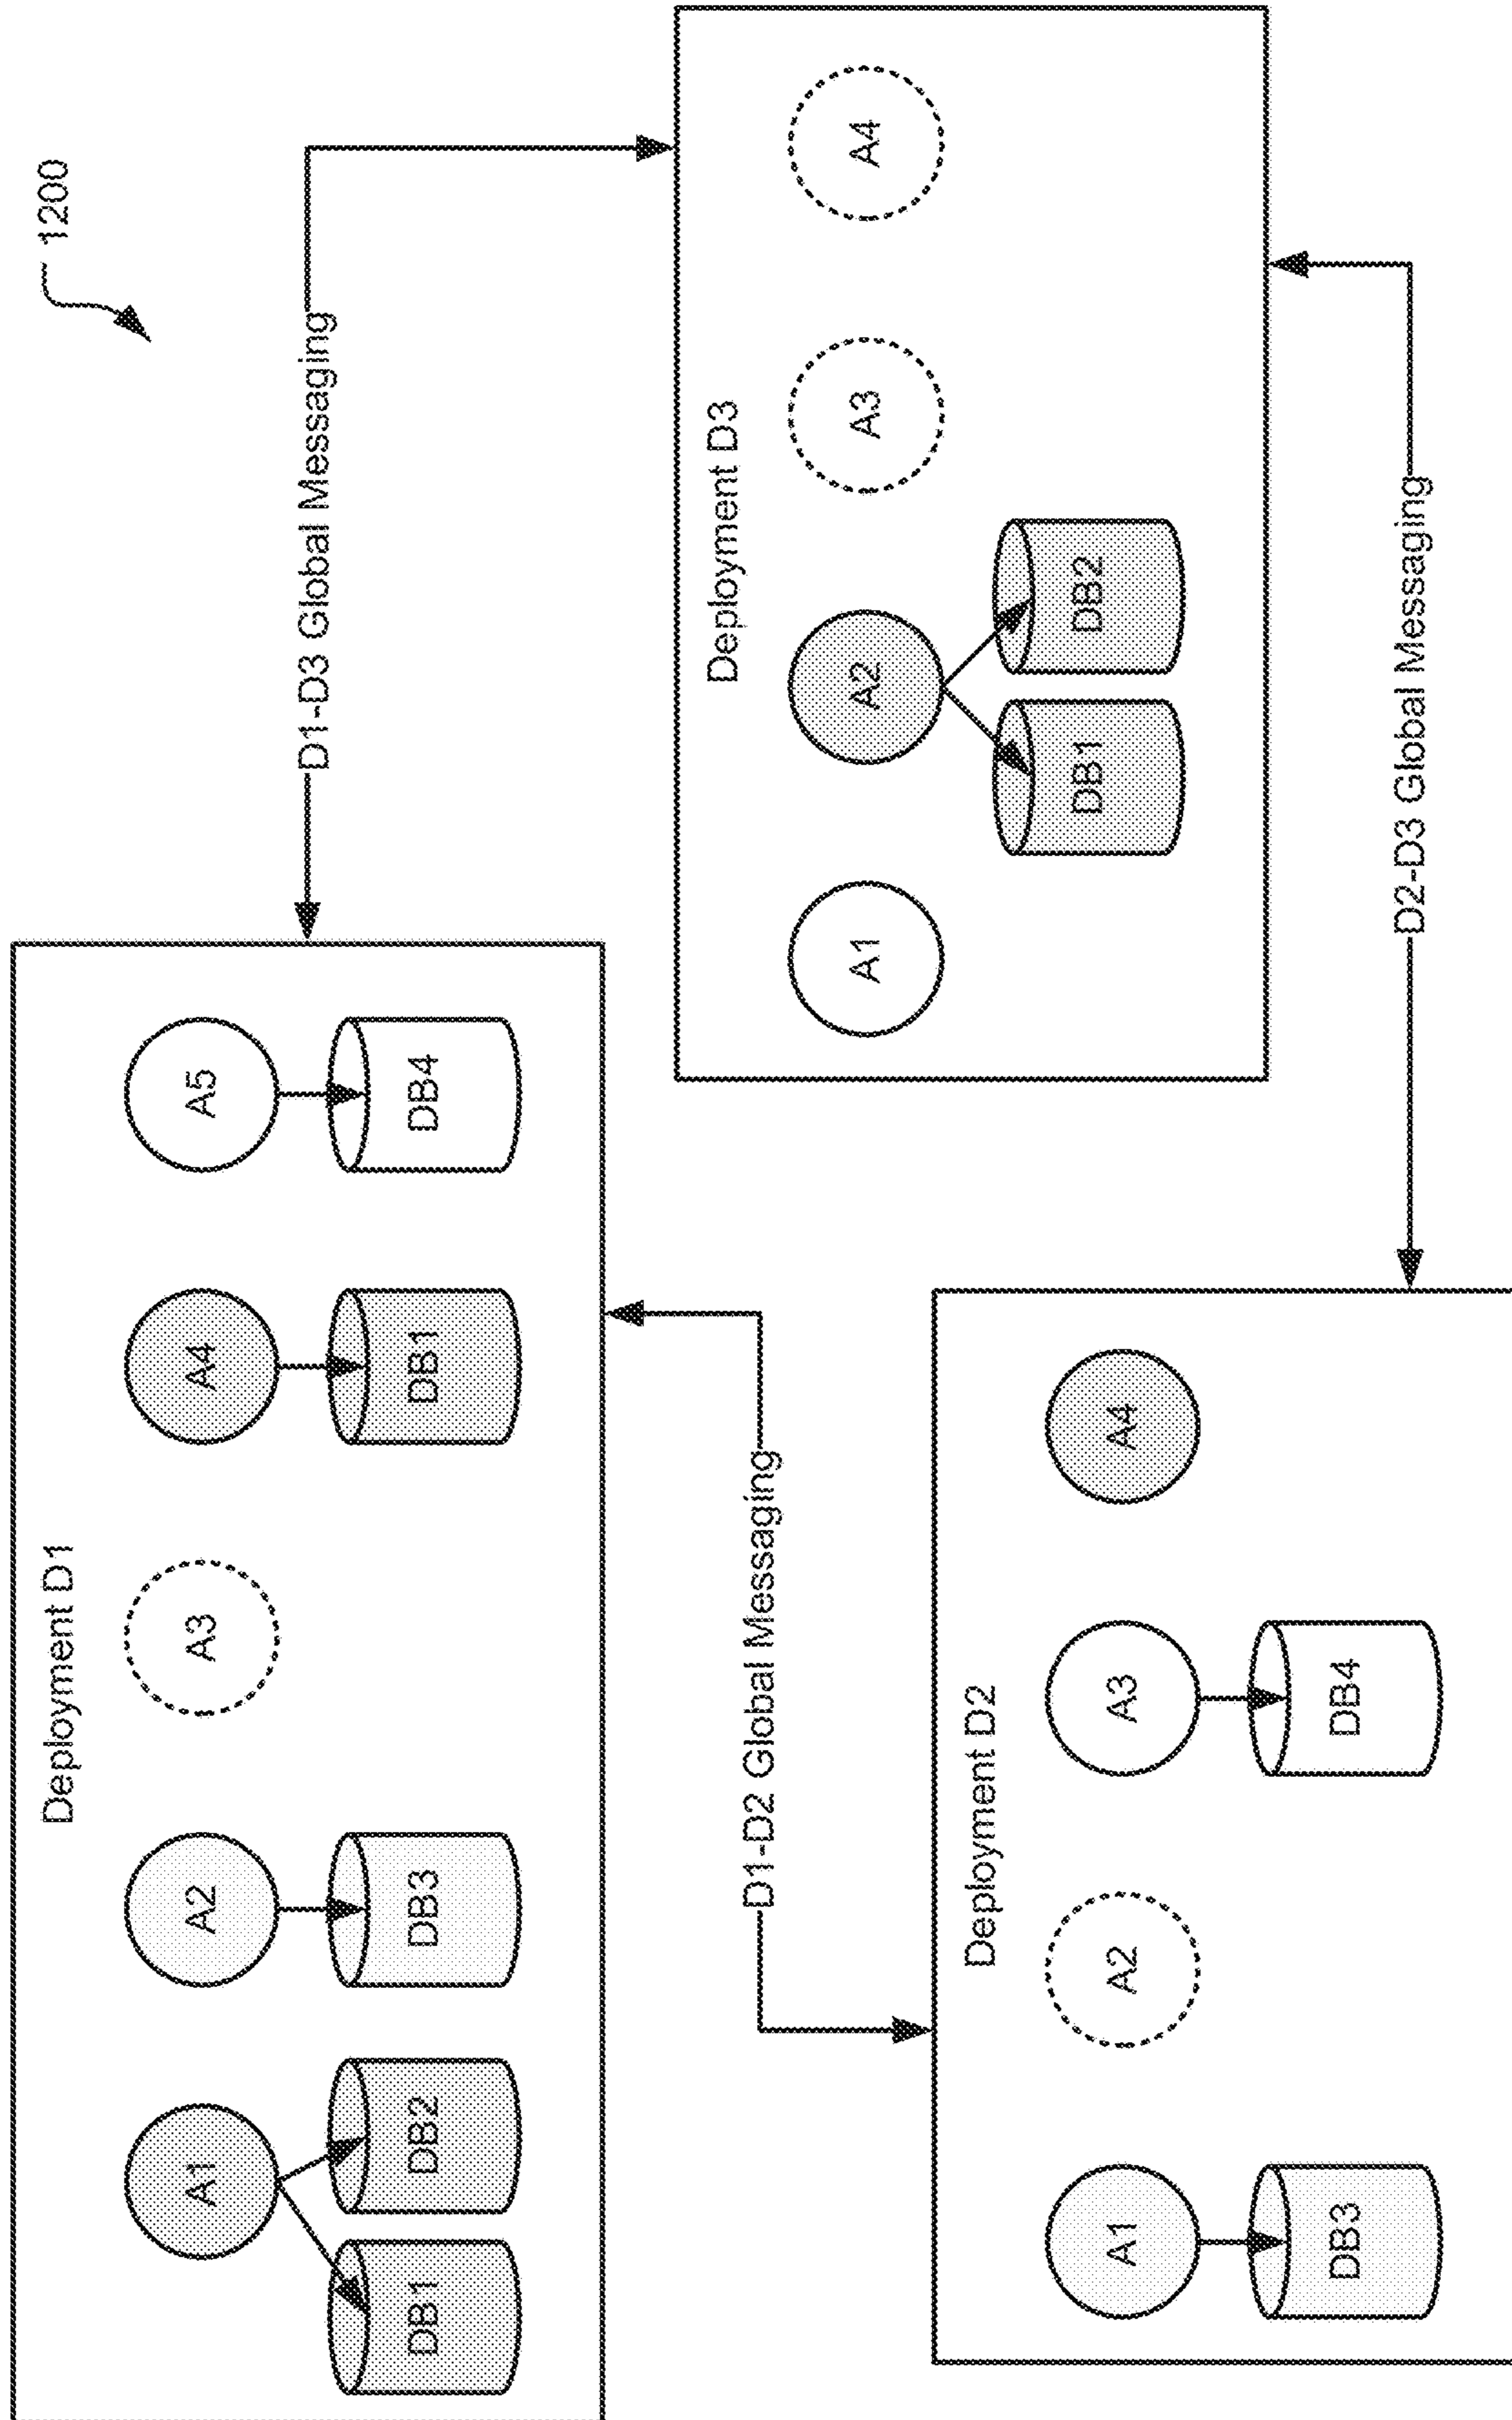 1200
Deployment D1
A1
A2
A3
A4
A5
DB1
DB2
DB3
DB1
DB4
D1-D3 Global Messaging
D1-D2 Global Messaging
Deployment D3
A1
A2
A3
A4
DB1
DB2
Deployment D2
A1
A2
A3
A4
DB3
DB4
D2-D3 Global Messaging